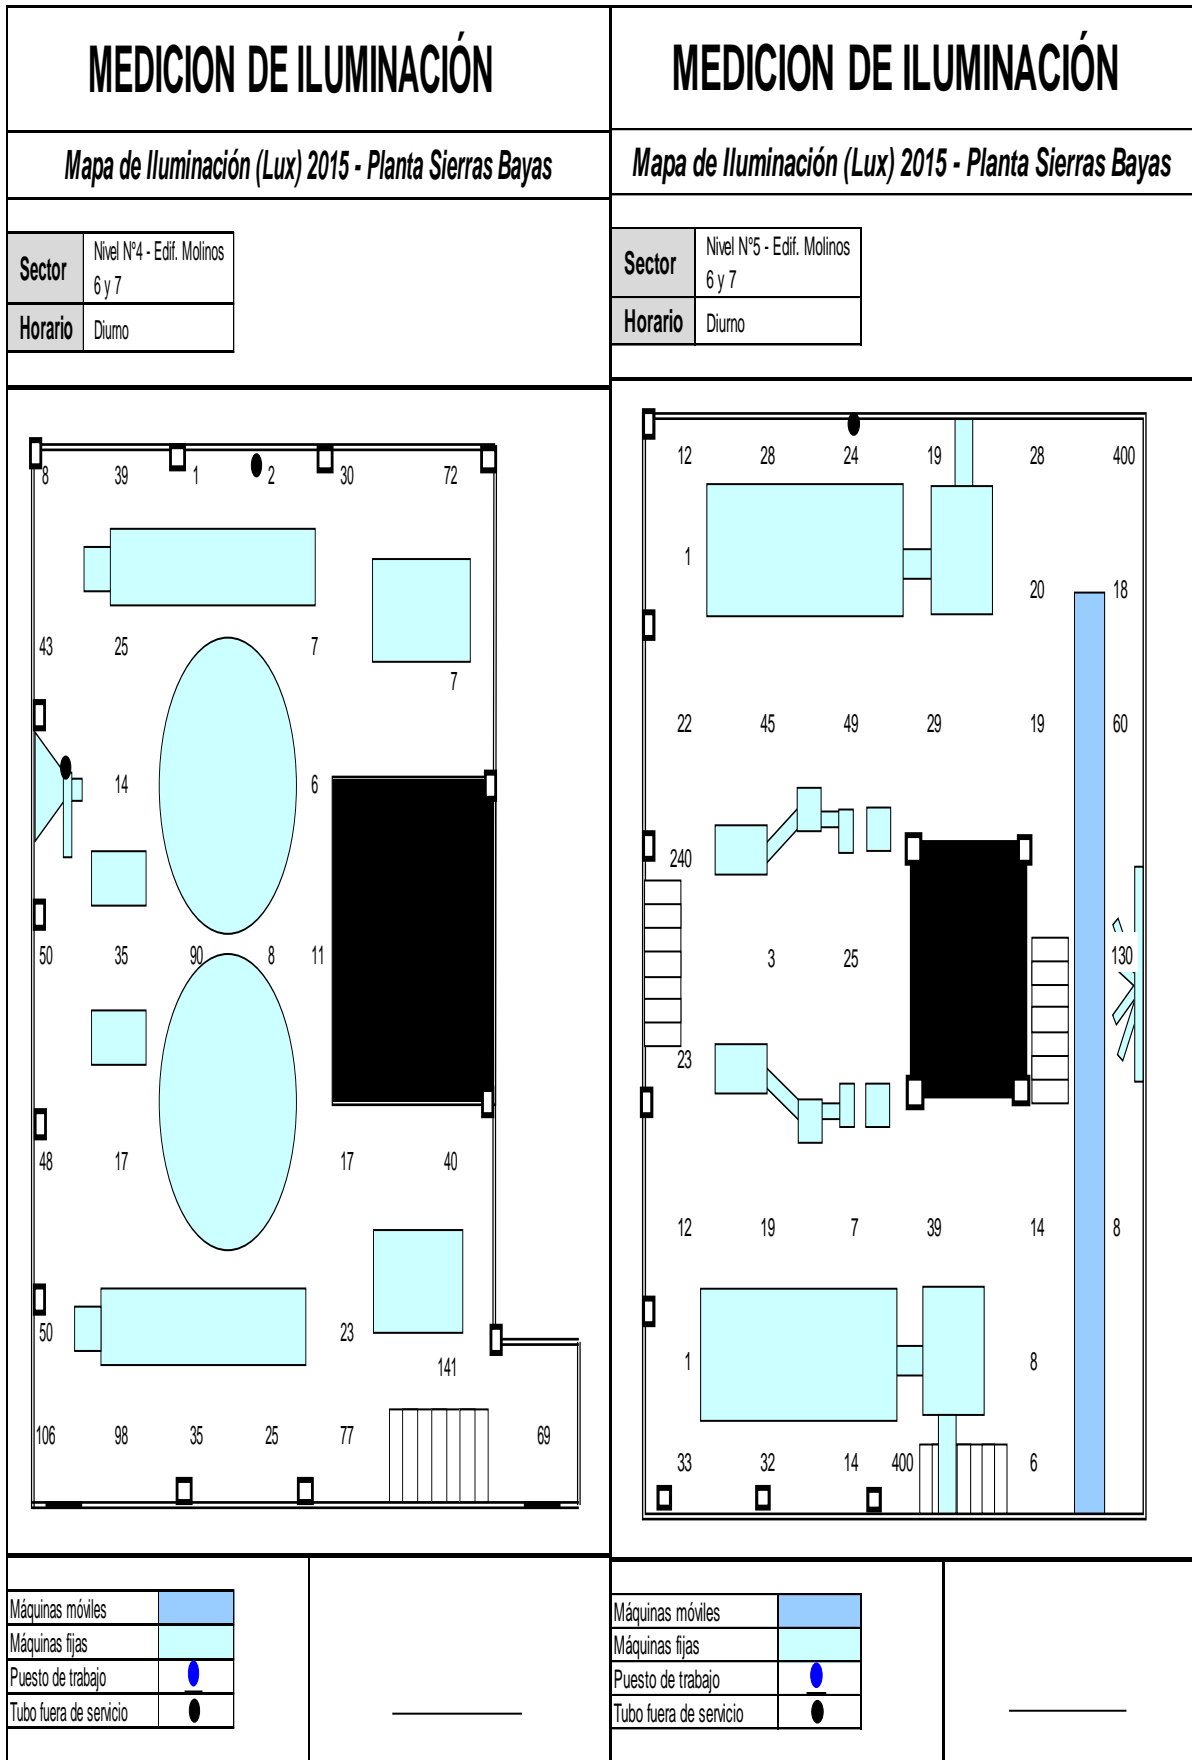 MEDICION DE ILUMINACIÓN
Mapa de Iluminación (Lux) 2015 - Planta Sierras Bayas
Sector
Nivel Nº4 - Edif. Molinos
6 y 7
Horario
Diurno
8 39 1 2 30 72
43 25 7
7
14 6
50 35 90 8 11
48 17 17 40
50 23
141
106 98 35 25 77 69
Máquinas móviles
Máquinas fijas
Puesto de trabajo
Tubo fuera de servicio
MEDICION DE ILUMINACIÓN
Mapa de Iluminación (Lux) 2015 - Planta Sierras Bayas
Sector
Nivel Nº5 - Edif. Molinos
6 y 7
Horario
Diurno
12 28 24 19 28 400
1
20 18
22 45 49 29 19 60
240
3 25 130
23
12 19 7 39 14 8
1 8
33 32 14 400 6
Máquinas móviles
Máquinas fijas
Puesto de trabajo
Tubo fuera de servicio